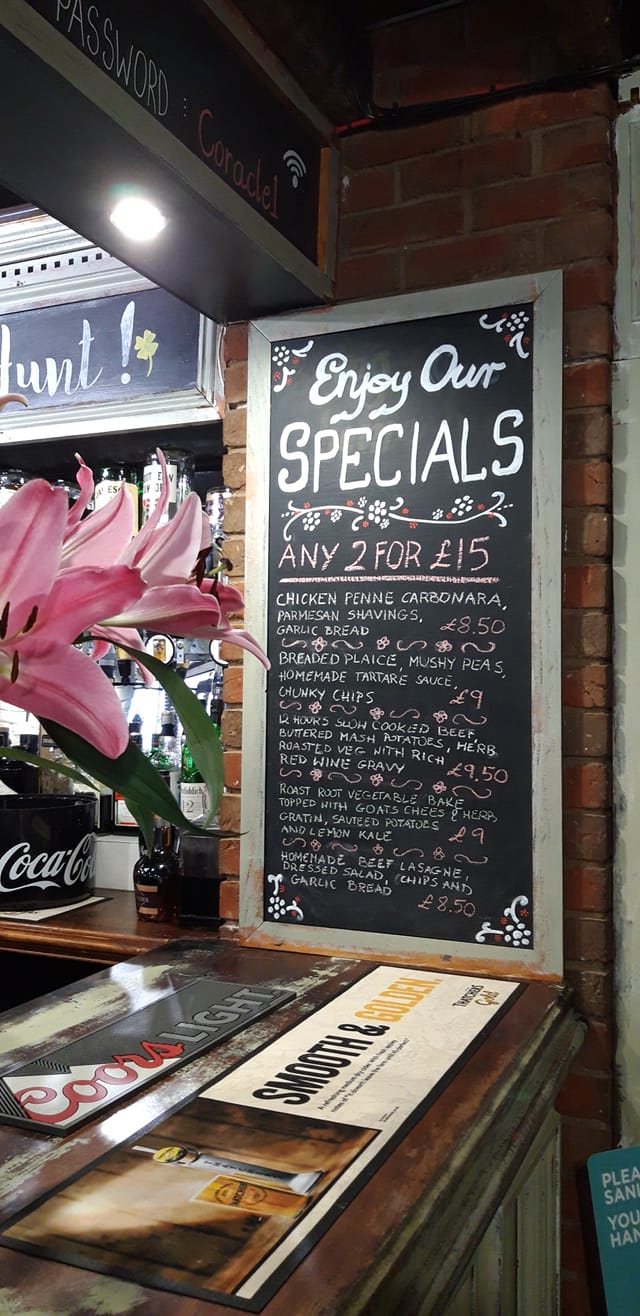 PASSWORD : Coracle1
Hunt !
Enjoy Our
SPECIALS
ANY 2 FOR £15
CHICKEN PENNE CARBONARA,
PARMESAN SHAVINGS,
GARLIC BREAD £8.50
BREADED PLAICE, MUSHY PEAS,
HOMEMADE TARTARE SAUCE,
CHUNKY CHIPS £9
12 HOURS SLOW COOKED BEEF
BUTTERED MASH POTATOES, HERB
ROASTED VEG WITH RICH
RED WINE GRAVY £9,50
ROAST ROOT VEGETABLE BAKE
TOPPED WITH GOATS CHEES & HERB
GRATIN, SAUTEED POTATOES
AND LEMON KALE £9
HOMEMADE BEEF LASAGNE,
DRESSED SALAD, CHIPS AND
GARLIC BREAD £8.50
Coca-Co
Coors LIGHT
SMOOTH & GOLDEN.
THATCHERS
Gold
PLEA
SANI
YOU
HAN